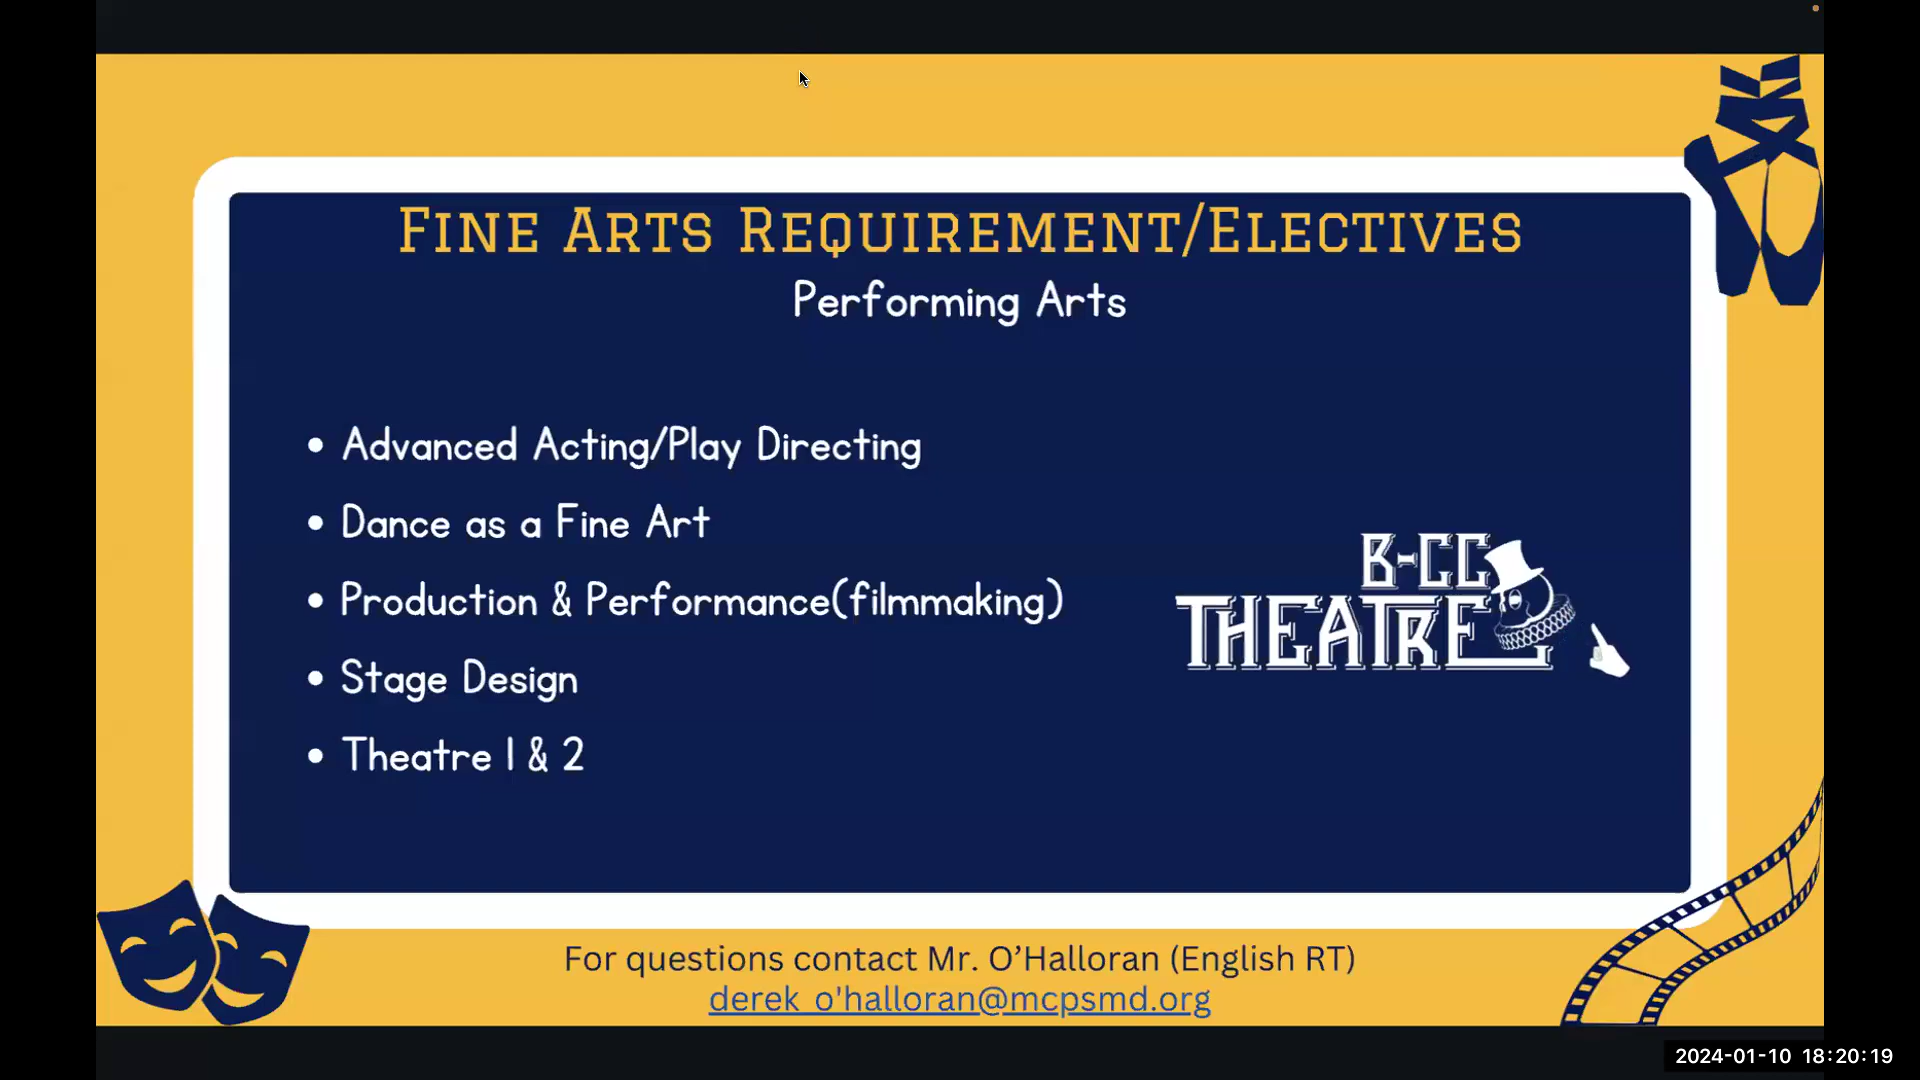 Fine Arts Requirement/Electives
Performing Arts
• Advanced Acting/Play Directing
• Dance as a Fine Art
• Production & Performance(filmmaking)
• Stage Design
• Theatre 1 & 2
B-CC
THEATRE
For questions contact Mr. O’Halloran (English RT)
derek_o'halloran@mcpsmd.org
2024-01-10 18:20:19